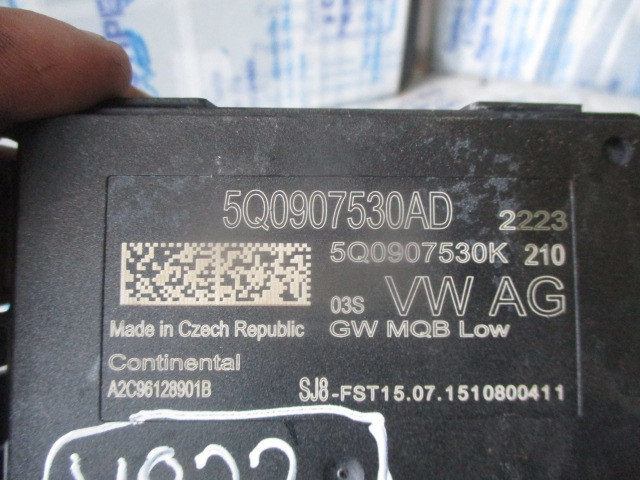 5Q0907530AD 2223
5Q0907530K 210
03S VW AG
Made in Czech Republic GW MQB Low
Continental
A2C96128901B SJ8-FST15.07.1510800411